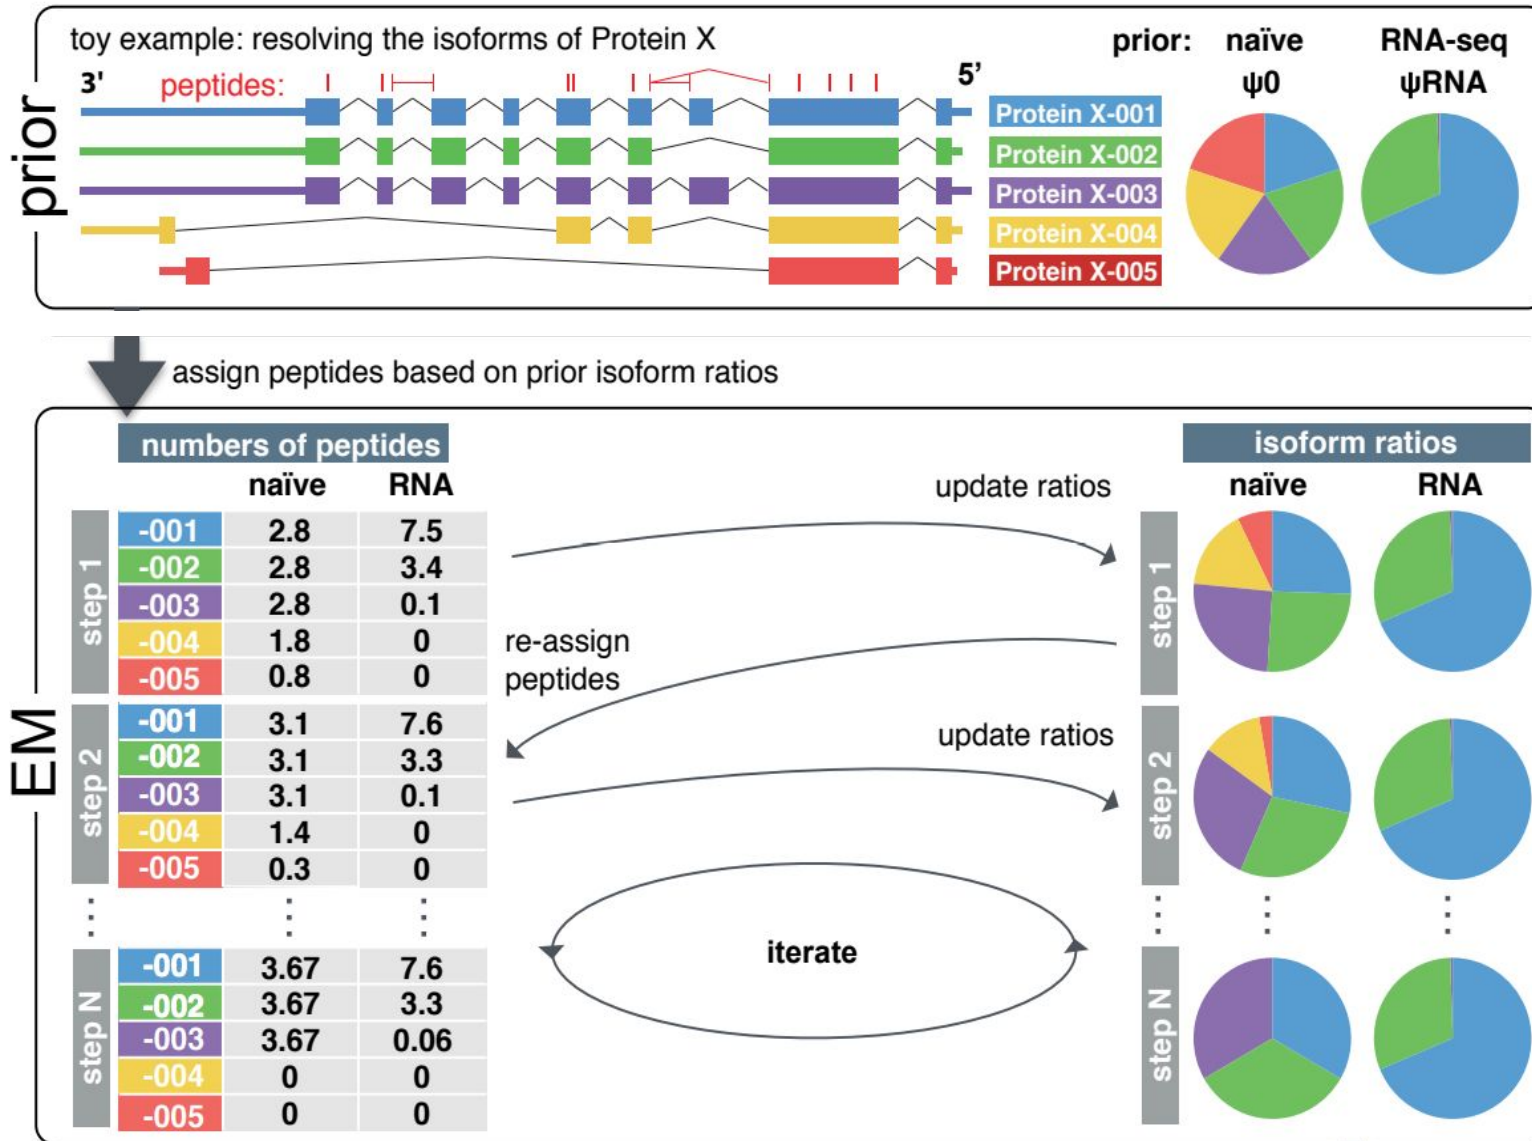 toy example: resolving the isoforms of Protein X
prior: naïve RNA-seq
ψ0 ψRNA
3' peptides: 5’
prior
Protein X-001
Protein X-002
Protein X-003
Protein X-004
Protein X-005
assign peptides based on prior isoform ratios
EM
numbers of peptides
naïve RNA
step 1
-001 2.8 7.5
-002 2.8 3.4
-003 2.8 0.1
-004 1.8 0
-005 0.8 0
step 2
-001 3.1 7.6
-002 3.1 3.3
-003 3.1 0.1
-004 1.4 0
-005 0.3 0
step N
-001 3.67 7.6
-002 3.67 3.3
-003 3.67 0.06
-004 0 0
-005 0 0
update ratios
re-assign
peptides
update ratios
iterate
isoform ratios
naïve RNA
step 1
step 2
step N